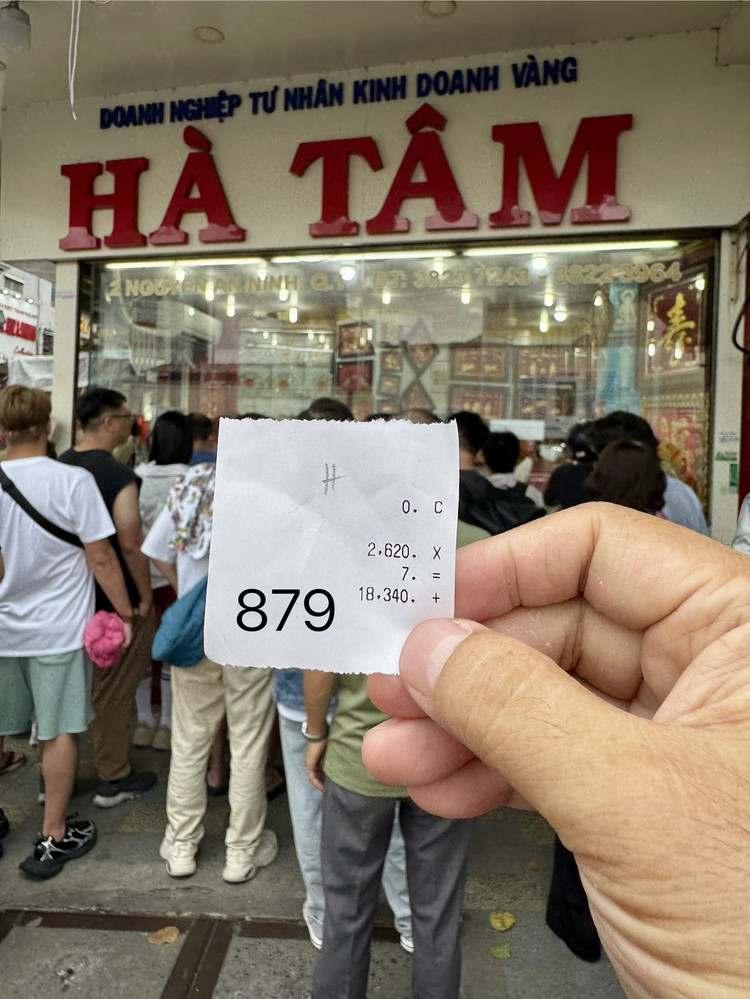 DOANH NGHIỆP TƯ NHÂN KINH DOANH VÀNG
HÀ TÂM
2 NGUYỄN AN NINH Q.1 ĐT:
0. C
2,620. X
7. =
18,340. +
879